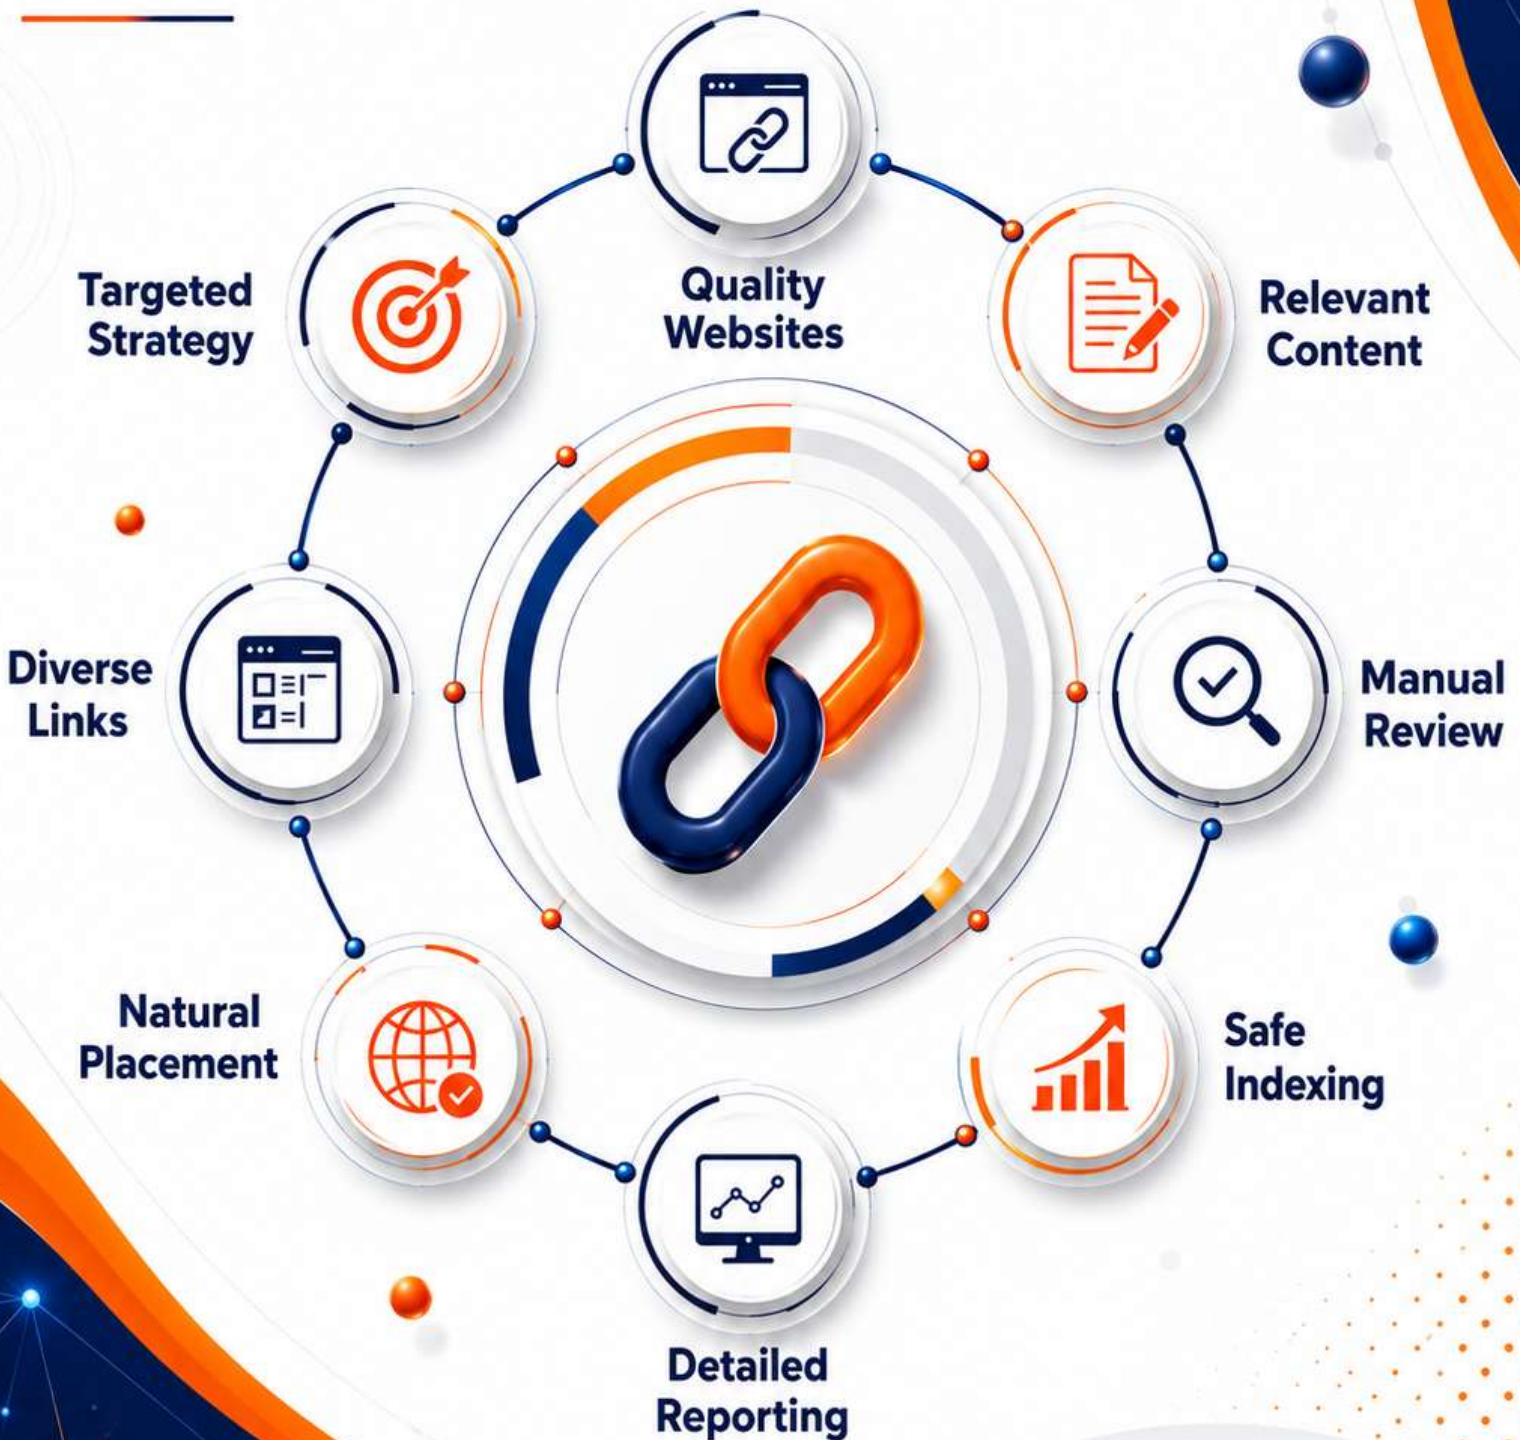 Quality
Websites
Targeted
Strategy
Relevant
Content
Diverse
Links
Manual
Review
Natural
Placement
Safe
Indexing
Detailed
Reporting